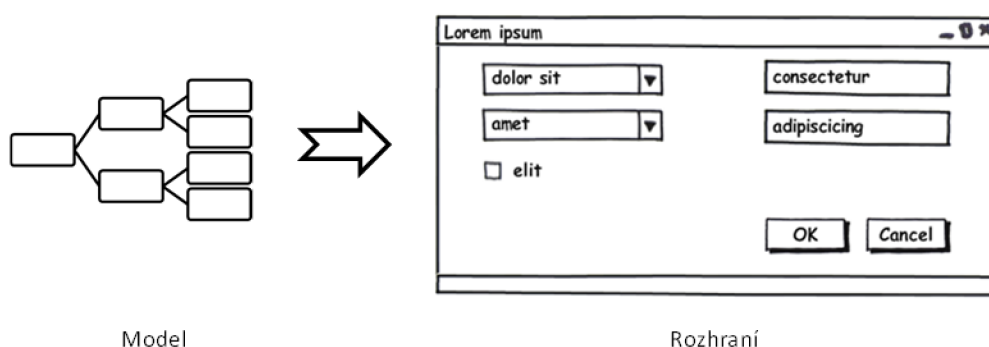 Lorem ipsum
dolor sit
consectetur
amet
adipiscicing
elit
OK
Cancel
Model
Rozhraní